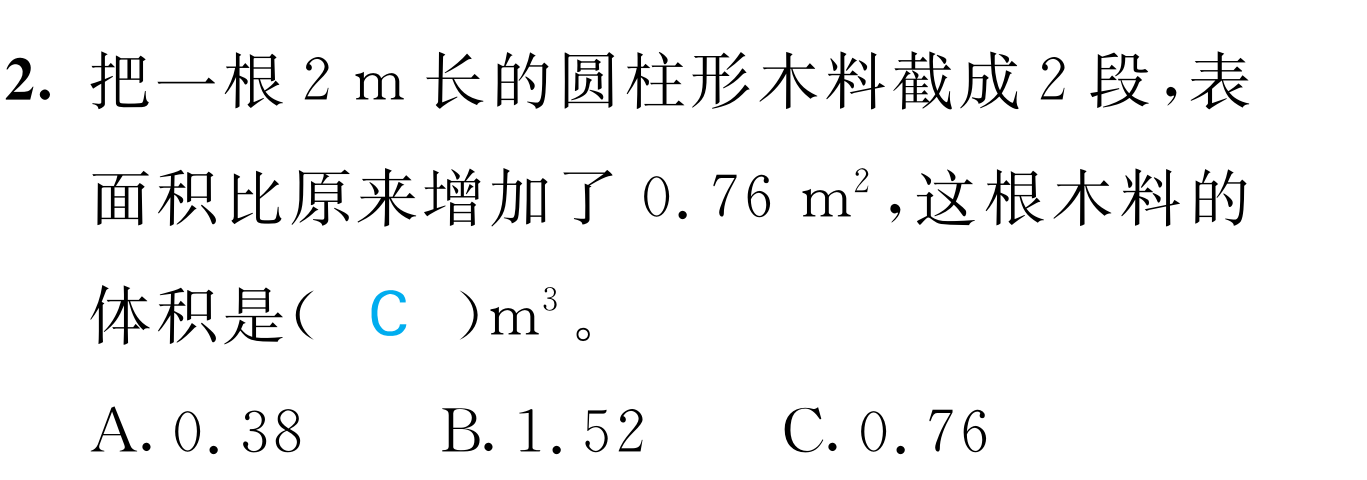 2. 把一根 2 m 长的圆柱形木料截成 2 段,表
面积比原来增加了 0.76 m²,这根木料的
体积是( C )m³。
A. 0.38 B. 1.52 C. 0.76